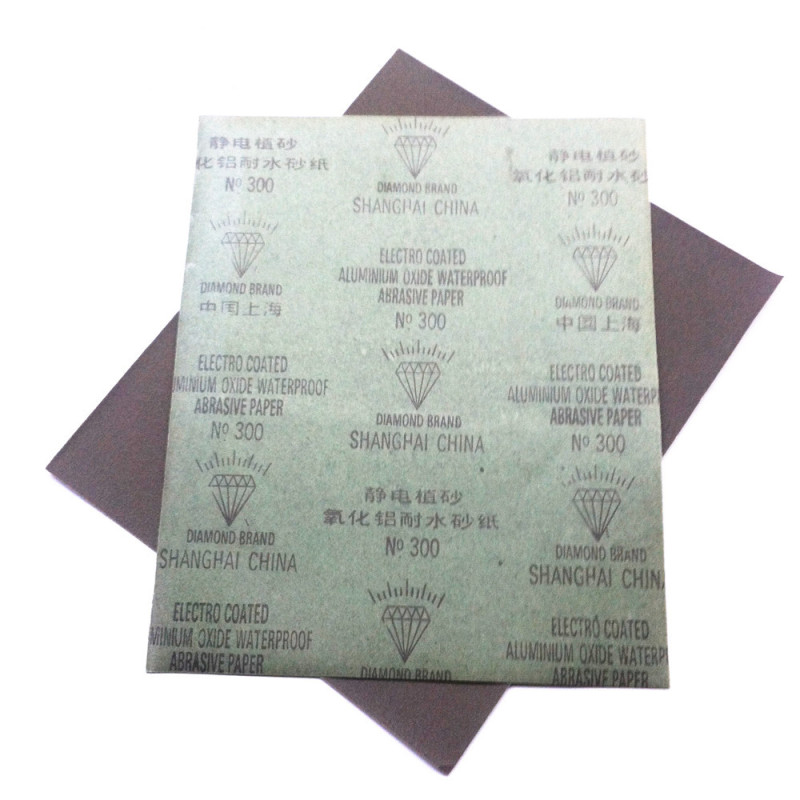 静电植砂
化铝耐水砂纸
Nº 300
DIAMOND BRAND
中国上海
ELECTRO COATED
MINIUM OXIDE WATERPROOF
ABRASIVE PAPER
Nº 300
DIAMOND BRAND
SHANGHAI CHINA
ELECTRO COATED
MINIUM OXIDE WATERPROOF
ABRASIVE PAPER
DIAMOND BRAND
SHANGHAI CHINA
ELECTRO COATED
ALUMINIUM OXIDE WATERPROOF
ABRASIVE PAPER
Nº 300
DIAMOND BRAND
SHANGHAI CHINA
静电植砂
氧化铝耐水砂纸
Nº 300
DIAMOND BRAND
静电植砂
氧化铝耐水砂
Nº 300
DIAMOND BRAND
中国上海
ELECTRO COATED
ALUMINIUM OXIDE WATERP
ABRASIVE PAPER
Nº 300
DIAMOND BRAND
SHANGHAI CHIN
ELECTRO COATED
ALUMINIUM OXIDE WATERP
ABRASIVE PAPER